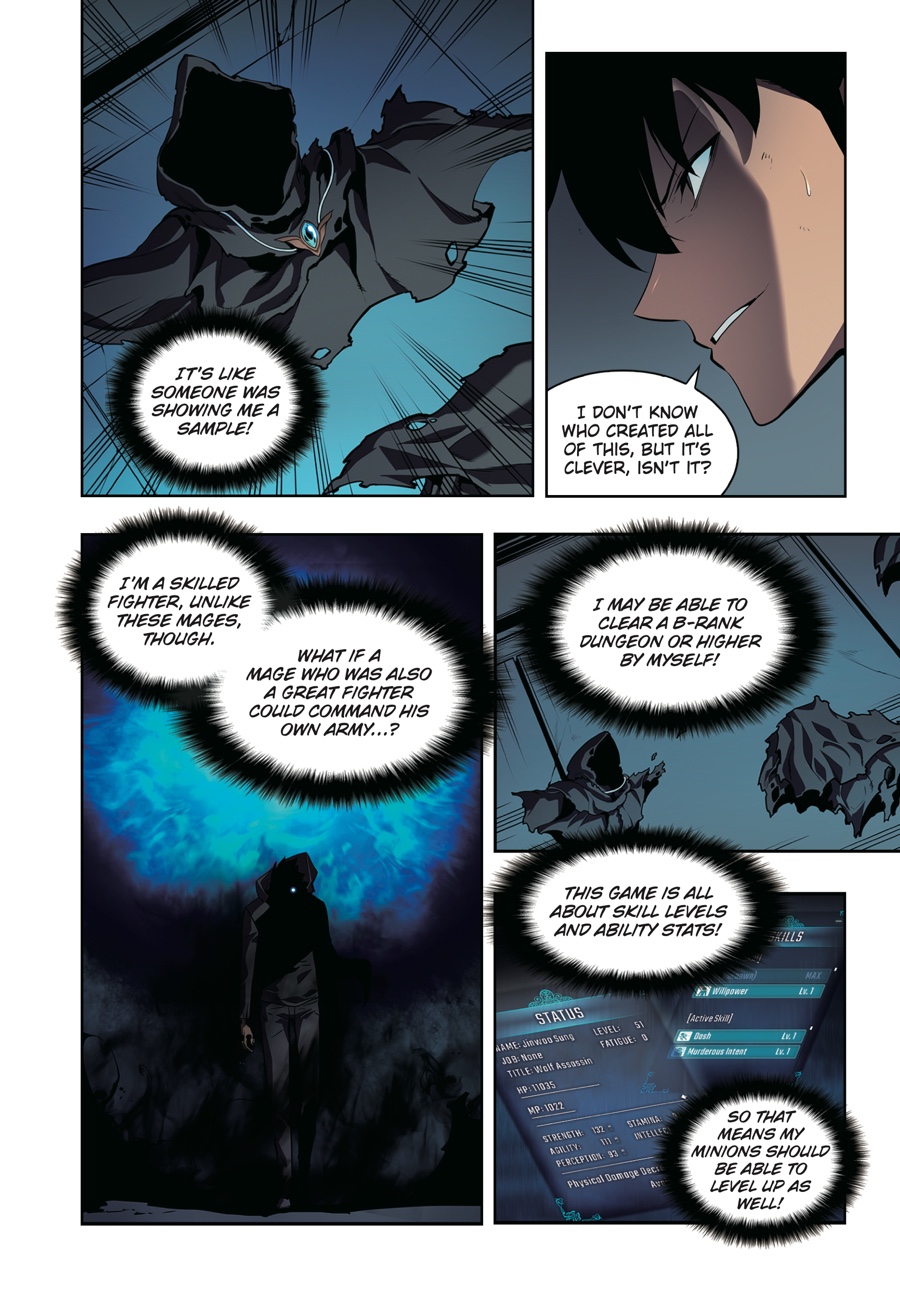 IT'S LIKE
SOMEONE WAS
SHOWING ME A
SAMPLE!
I DON'T KNOW
WHO CREATED ALL
OF THIS, BUT IT'S
CLEVER, ISN'T IT?
I'M A SKILLED
FIGHTER, UNLIKE
THESE MAGES,
THOUGH.
WHAT IF A
MAGE WHO WAS ALSO
A GREAT FIGHTER
COULD COMMAND HIS
OWN ARMY...?
I MAY BE ABLE TO
CLEAR A B-RANK
DUNGEON OR HIGHER
BY MYSELF!
THIS GAME IS ALL
ABOUT SKILL LEVELS
AND ABILITY STATS!
SKILLS
MAX
Willpower Lv.1
[Active Skill]
Dash Lv.1
Murderous Intent Lv.1
STATUS
NAME: Jinwoo Sung LEVEL: 51
JOB: None FATIGUE: 0
TITLE: Wolf Assassin
HP: 11035
MP: 1022
STRENGTH: 132 STAMINA:
AGILITY: 111
PERCEPTION: 93
Physical Damage
SO THAT
MEANS MY
MINIONS SHOULD
BE ABLE TO
LEVEL UP AS
WELL!